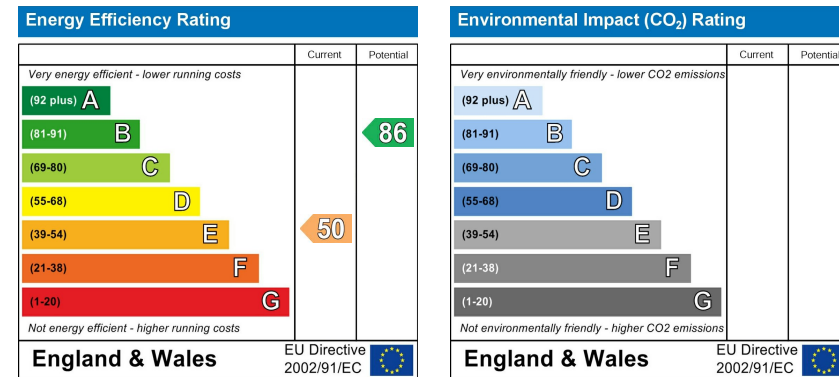 Energy Efficiency Rating
Current Potential
Very energy efficient - lower running costs
(92 plus) A
(81-91) B
86
(69-80) C
(55-68) D
(39-54) E
50
(21-38) F
(1-20) G
Not energy efficient - higher running costs
England & Wales
EU Directive
2002/91/EC
Environmental Impact (CO₂) Rating
Current Potential
Very environmentally friendly - lower CO2 emissions
(92 plus) A
(81-91) B
(69-80) C
(55-68) D
(39-54) E
(21-38) F
(1-20) G
Not environmentally friendly - higher CO2 emissions
England & Wales
EU Directive
2002/91/EC